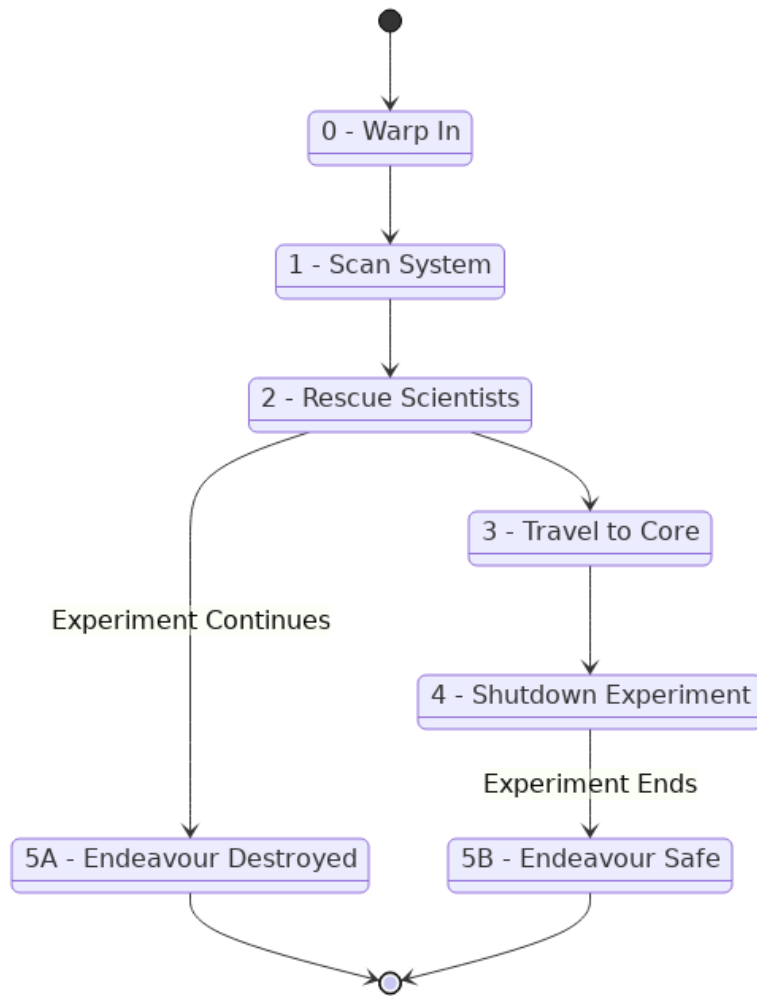 0 - Warp In
1 - Scan System
2 - Rescue Scientists
3 - Travel to Core
Experiment Continues
4 - Shutdown Experiment
Experiment Ends
5A - Endeavour Destroyed
5B - Endeavour Safe